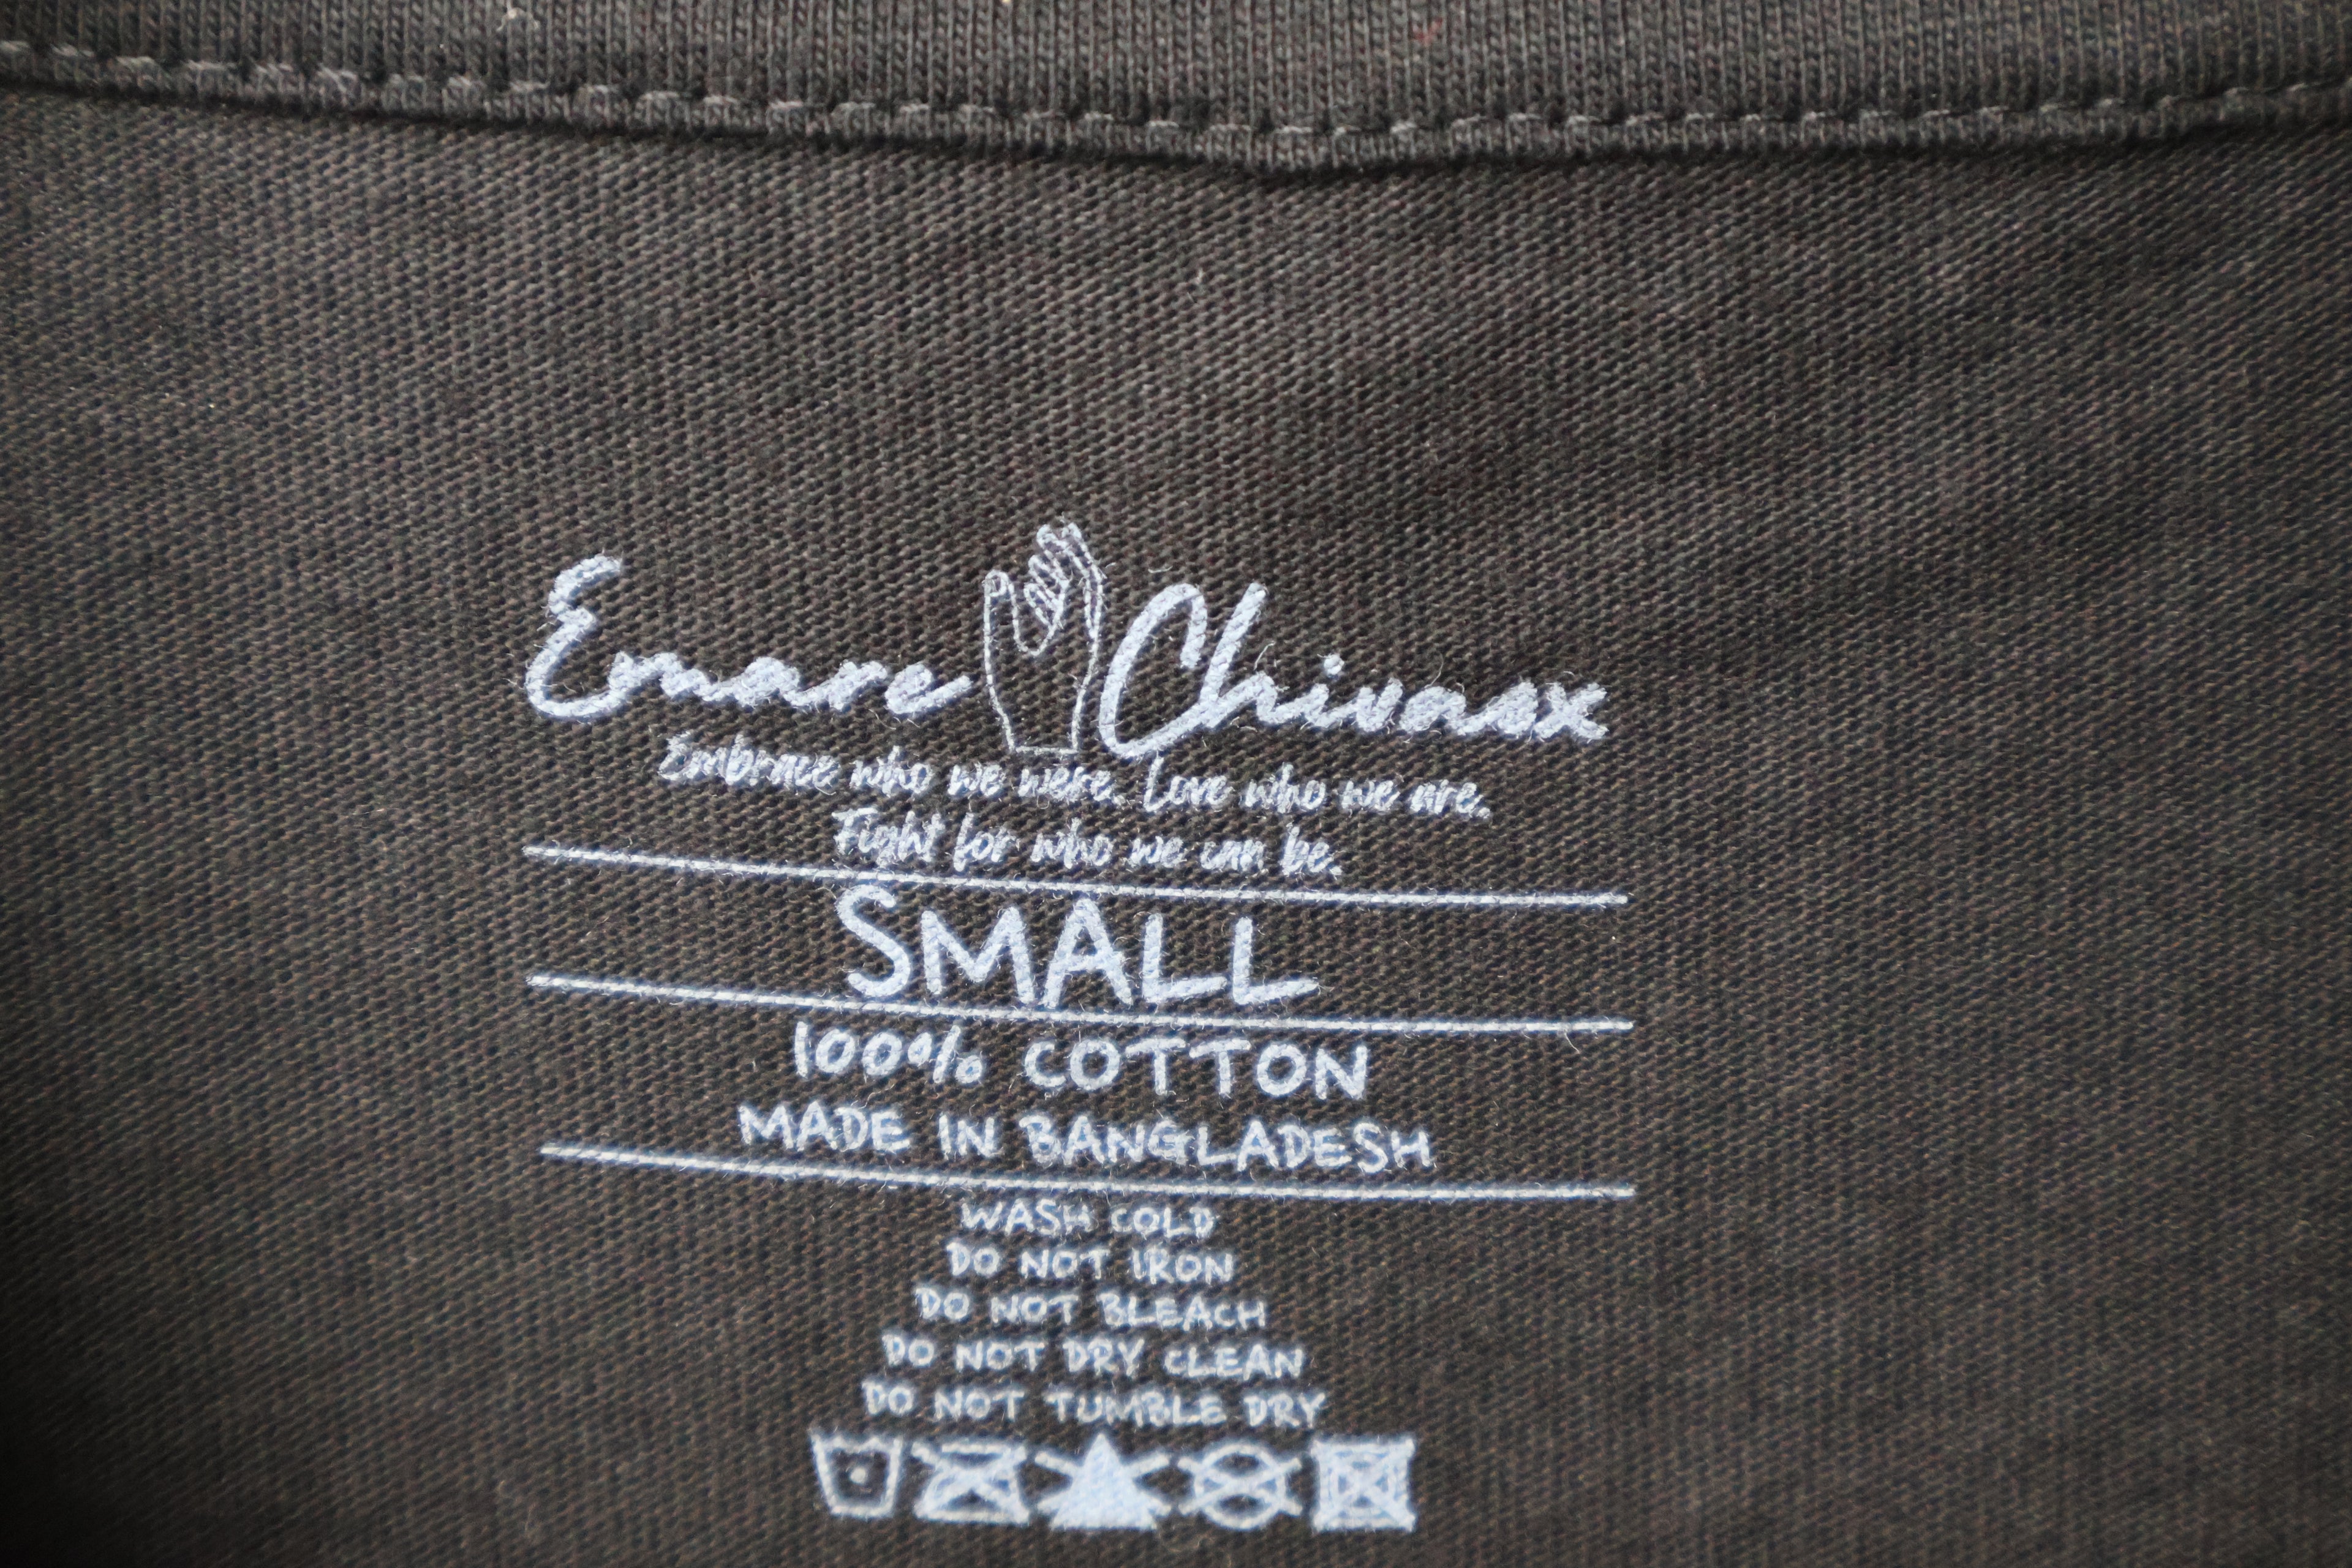 Emare Chivasx
Embrace who we were. Love who we are.
Fight for who we can be.
SMALL
100% COTTON
MADE IN BANGLADESH
WASH COLD
DO NOT IRON
DO NOT BLEACH
DO NOT DRY CLEAN
DO NOT TUMBLE DRY